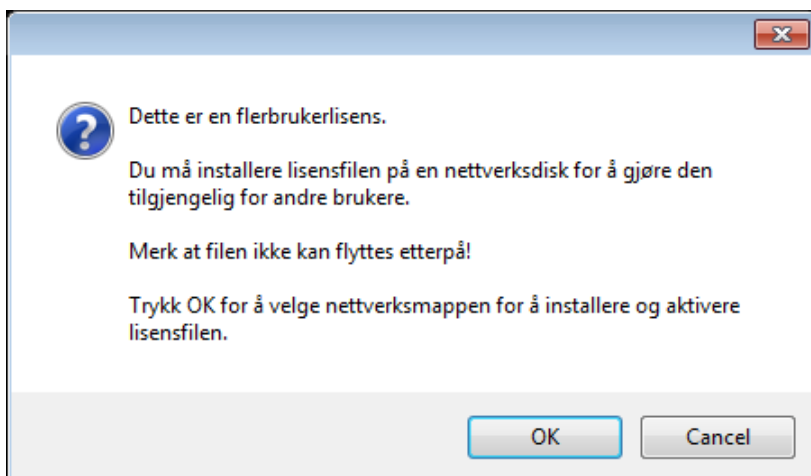 Dette er en flerbrukerlisens.
Du må installere lisensfilen på en nettverksdisk for å gjøre den
tilgjengelig for andre brukere.
Merk at filen ikke kan flyttes etterpå!
Trykk OK for å velge nettverksmappen for å installere og aktivere
lisensfilen.
OK
Cancel